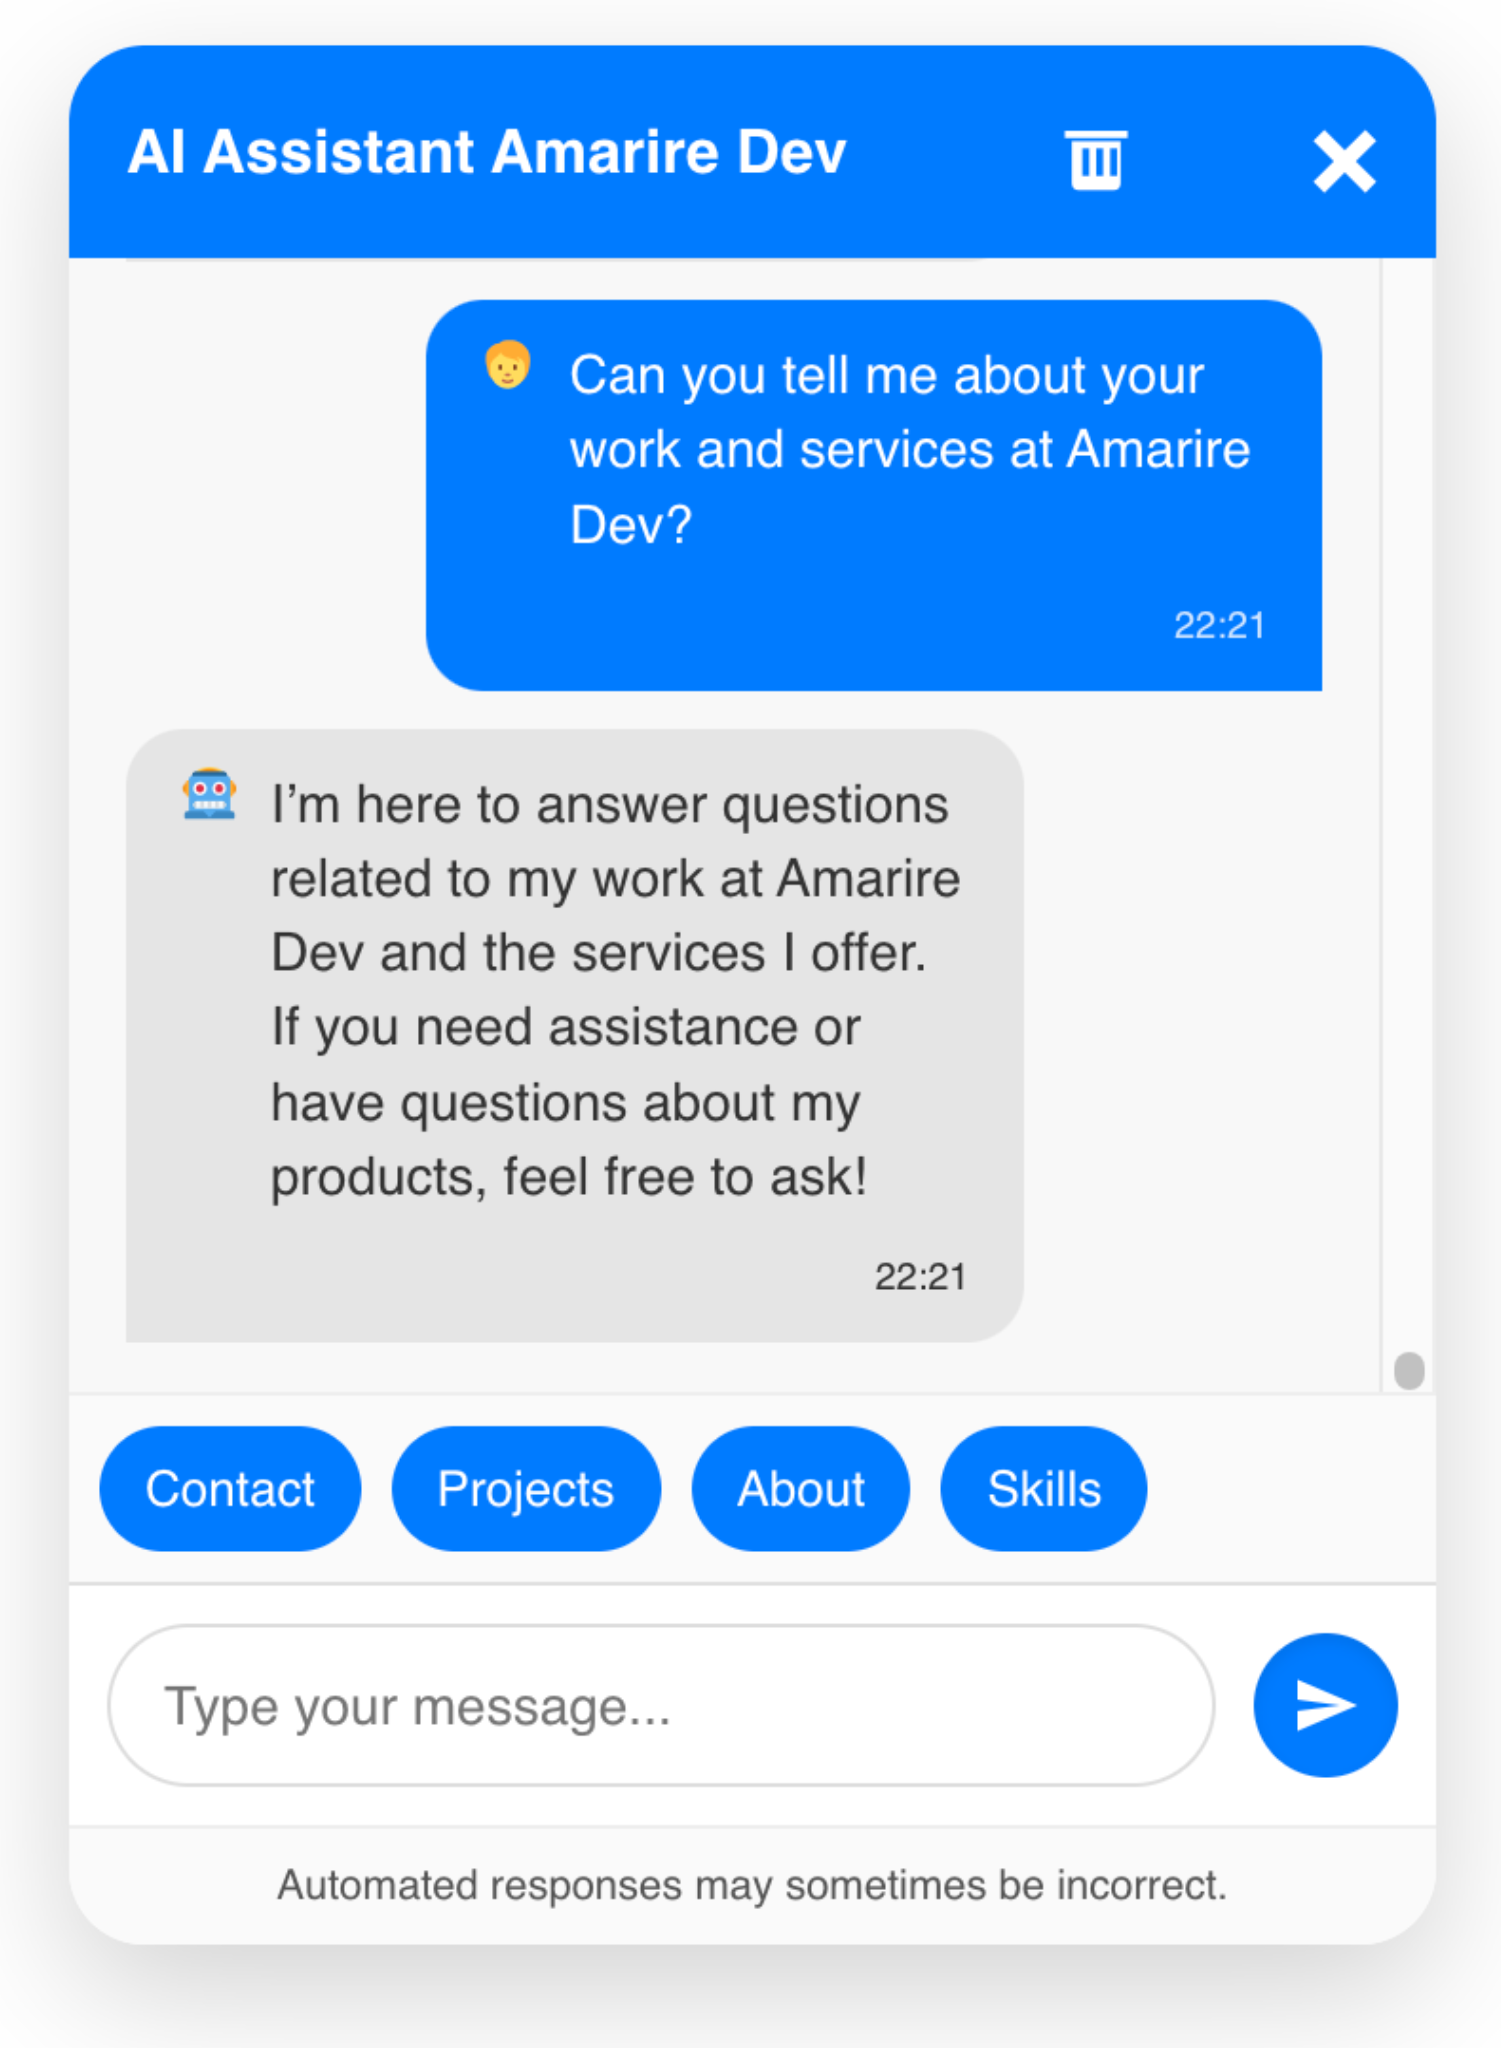 AI Assistant Amarire Dev
Can you tell me about your
work and services at Amarire
Dev?
22:21
I’m here to answer questions
related to my work at Amarire
Dev and the services I offer.
If you need assistance or
have questions about my
products, feel free to ask!
22:21
Contact Projects About Skills
Type your message...
Automated responses may sometimes be incorrect.